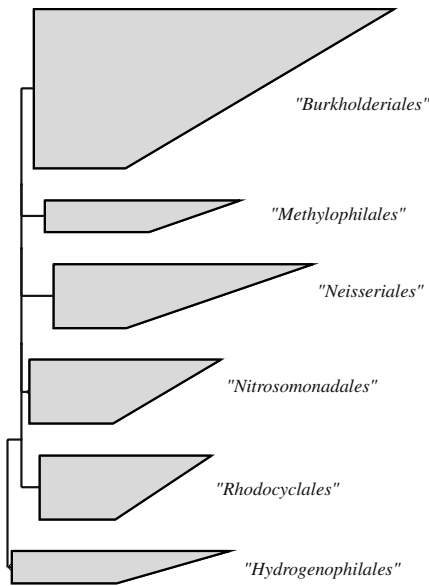 "Burkholderiales"
"Methylophilales"
"Neisseriales"
"Nitrosomonadales"
"Rhodocyclales"
"Hydrogenophilales"